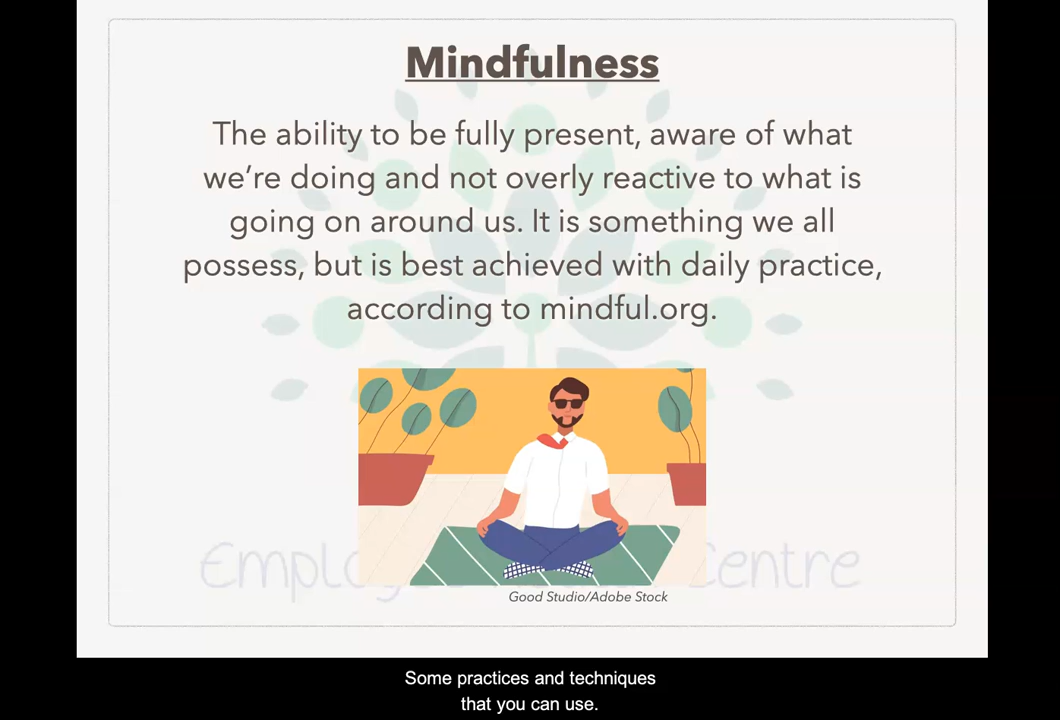 Mindfulness
The ability to be fully present, aware of what
we're doing and not overly reactive to what is
going on around us. It is something we all
possess, but is best achieved with daily practice,
according to mindful.org.
Centre
Good Studio/Adobe Stock
Some practices and techniques
that you can use.